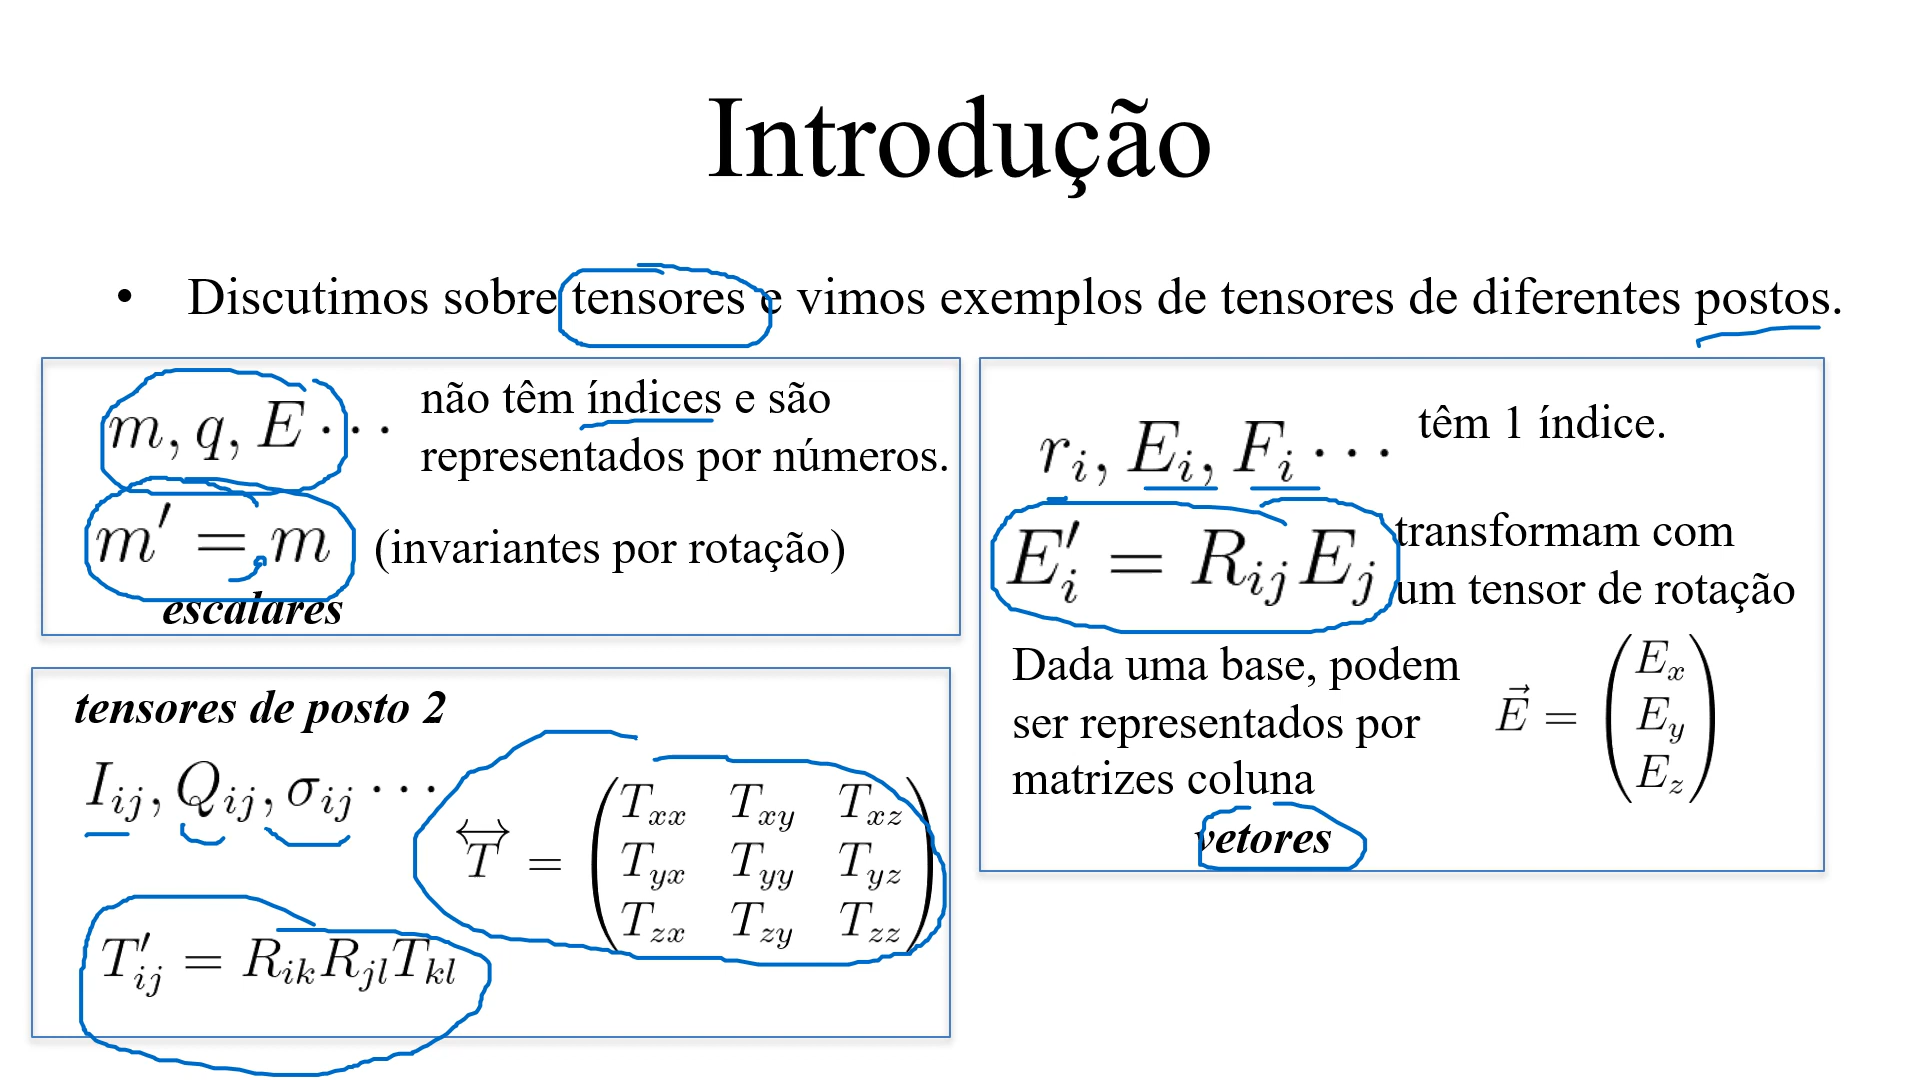 Introdução
• Discutimos sobre tensores e vimos exemplos de tensores de diferentes postos.
m, q, E ···
não têm índices e são
representados por números.
m′ = m
(invariantes por rotação)
escalares
r_i, E_i, F_i ···
têm 1 índice.
E′_i = R_ij E_j
transformam com
um tensor de rotação
Dada uma base, podem
ser representados por
matrizes coluna
E⃗ = (E_x
E_y
E_z)
vetores
tensores de posto 2
I_ij, Q_ij, σ_ij ···
T⃡ = (T_xx T_xy T_xz
T_yx T_yy T_yz
T_zx T_zy T_zz)
T′_ij = R_ik R_jl T_kl